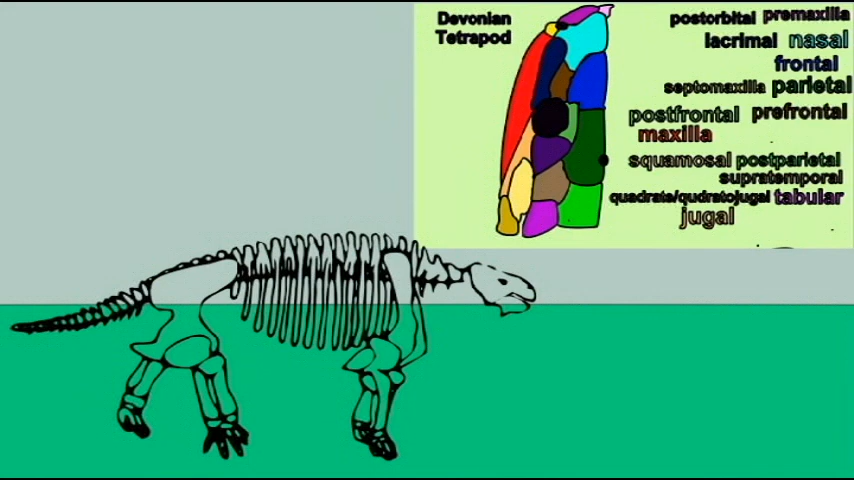 Devonian
Tetrapod
postorbital premaxilla
lacrimal nasal
frontal
septomaxilla parietal
postfrontal prefrontal
maxilla
squamosal postparietal
supratemporal
quadrate/qudratojugal tabular
jugal